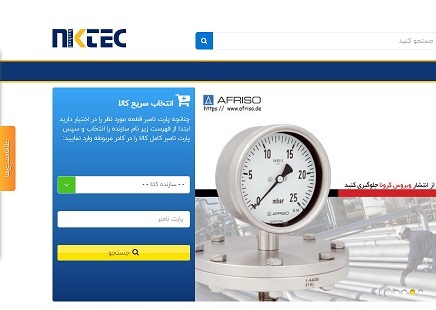 NKTEC
جستجو کنید
انتخاب سریع کالا
چنانچه پارت نامبر قطعه مورد نظر را در اختیار دارید
ابتدا از فهرست زیر نام سازنده را انتخاب و سپس
پارت نامبر کامل کالا را در کادر مربوطه وارد نمایید:
- - سازنده کالا - -
پارت نامبر
جستجو
AFRISO
https:// www.afriso.de
0 5 10 15 20 25
mbar
AFRISO
از انتشار ویروس کرونا جلوگیری کنید